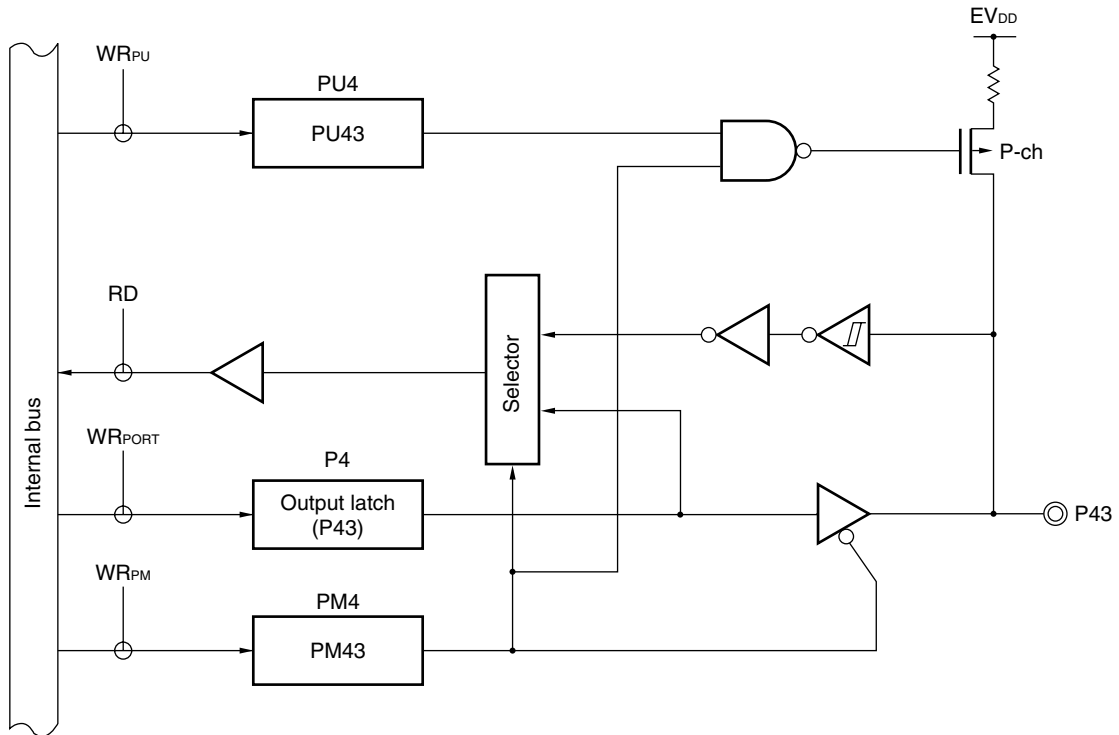 EVDD
WRPU
PU4
PU43
P-ch
RD
Selector
Internal bus
WRPORT
P4
Output latch
(P43)
P43
WRPM
PM4
PM43